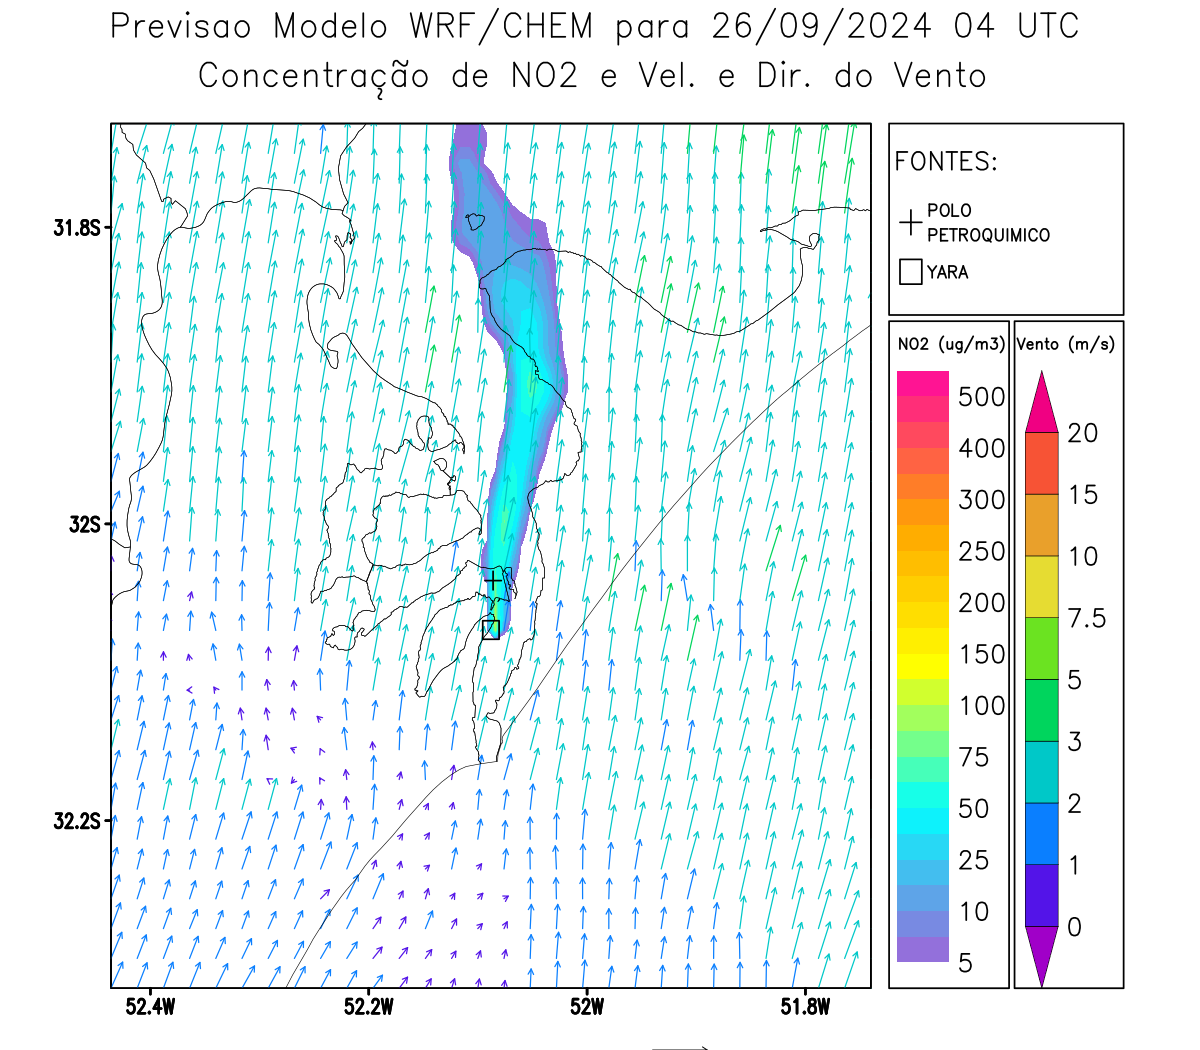 Previsao Modelo WRF/CHEM para 26/09/2024 04 UTC
Concentração de NO2 e Vel. e Dir. do Vento
31.8S
32S
32.2S
52.4W
52.2W
52W
51.8W
FONTES:
POLO
PETROQUIMICO
YARA
NO2 (ug/m3)
500
400
300
250
200
150
100
75
50
25
10
5
Vento (m/s)
20
15
10
7.5
5
3
2
1
0